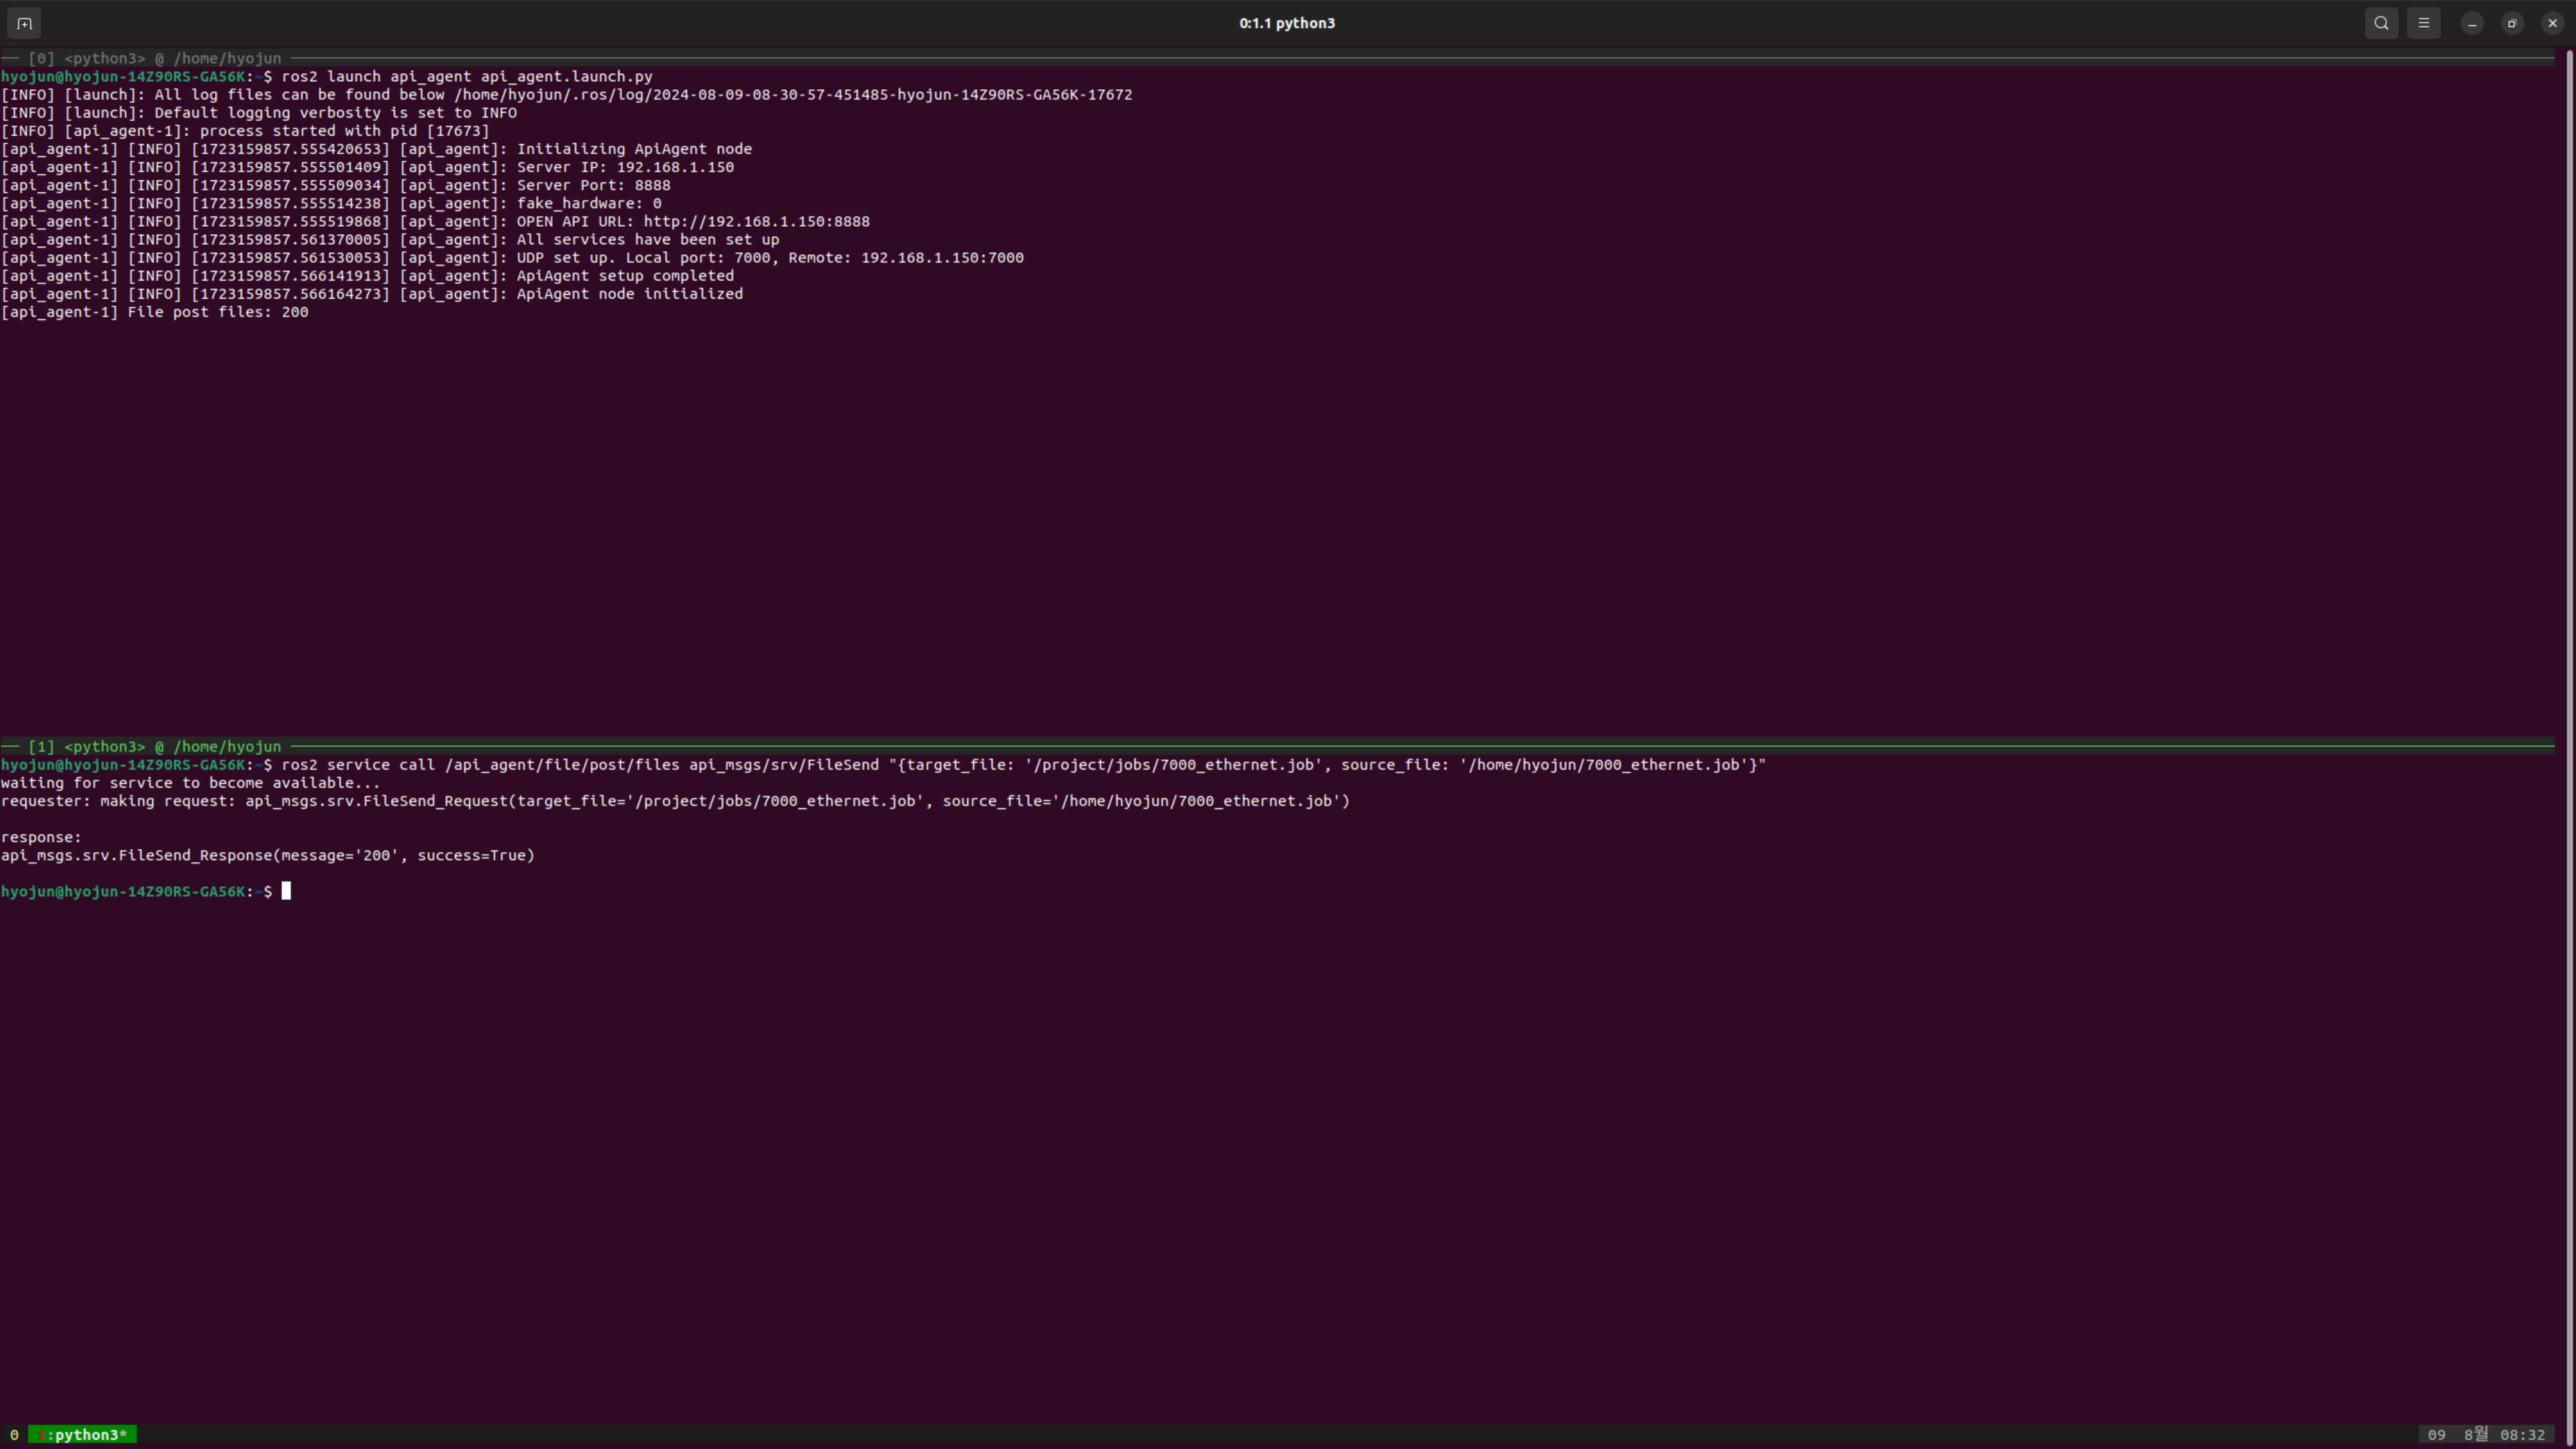 0:1.1 python3
[0] <python3> @ /home/hyojun
hyojun@hyojun-14Z90RS-GA56K:~$ ros2 launch api_agent api_agent.launch.py
[INFO] [launch]: All log files can be found below /home/hyojun/.ros/log/2024-08-09-08-30-57-451485-hyojun-14Z90RS-GA56K-17672
[INFO] [launch]: Default logging verbosity is set to INFO
[INFO] [api_agent-1]: process started with pid [17673]
[api_agent-1] [INFO] [1723159857.555420653] [api_agent]: Initializing ApiAgent node
[api_agent-1] [INFO] [1723159857.555501409] [api_agent]: Server IP: 192.168.1.150
[api_agent-1] [INFO] [1723159857.555509034] [api_agent]: Server Port: 8888
[api_agent-1] [INFO] [1723159857.555514238] [api_agent]: fake_hardware: 0
[api_agent-1] [INFO] [1723159857.555519868] [api_agent]: OPEN API URL: http://192.168.1.150:8888
[api_agent-1] [INFO] [1723159857.561370005] [api_agent]: All services have been set up
[api_agent-1] [INFO] [1723159857.561530053] [api_agent]: UDP set up. Local port: 7000, Remote: 192.168.1.150:7000
[api_agent-1] [INFO] [1723159857.566141913] [api_agent]: ApiAgent setup completed
[api_agent-1] [INFO] [1723159857.566164273] [api_agent]: ApiAgent node initialized
[api_agent-1] File post files: 200
[1] <python3> @ /home/hyojun
hyojun@hyojun-14Z90RS-GA56K:~$ ros2 service call /api_agent/file/post/files api_msgs/srv/FileSend "{target_file: '/project/jobs/7000_ethernet.job', source_file: '/home/hyojun/7000_ethernet.job'}"
waiting for service to become available...
requester: making request: api_msgs.srv.FileSend_Request(target_file='/project/jobs/7000_ethernet.job', source_file='/home/hyojun/7000_ethernet.job')
response:
api_msgs.srv.FileSend_Response(message='200', success=True)
hyojun@hyojun-14Z90RS-GA56K:~$
0 1:python3* 09 8월 08:32